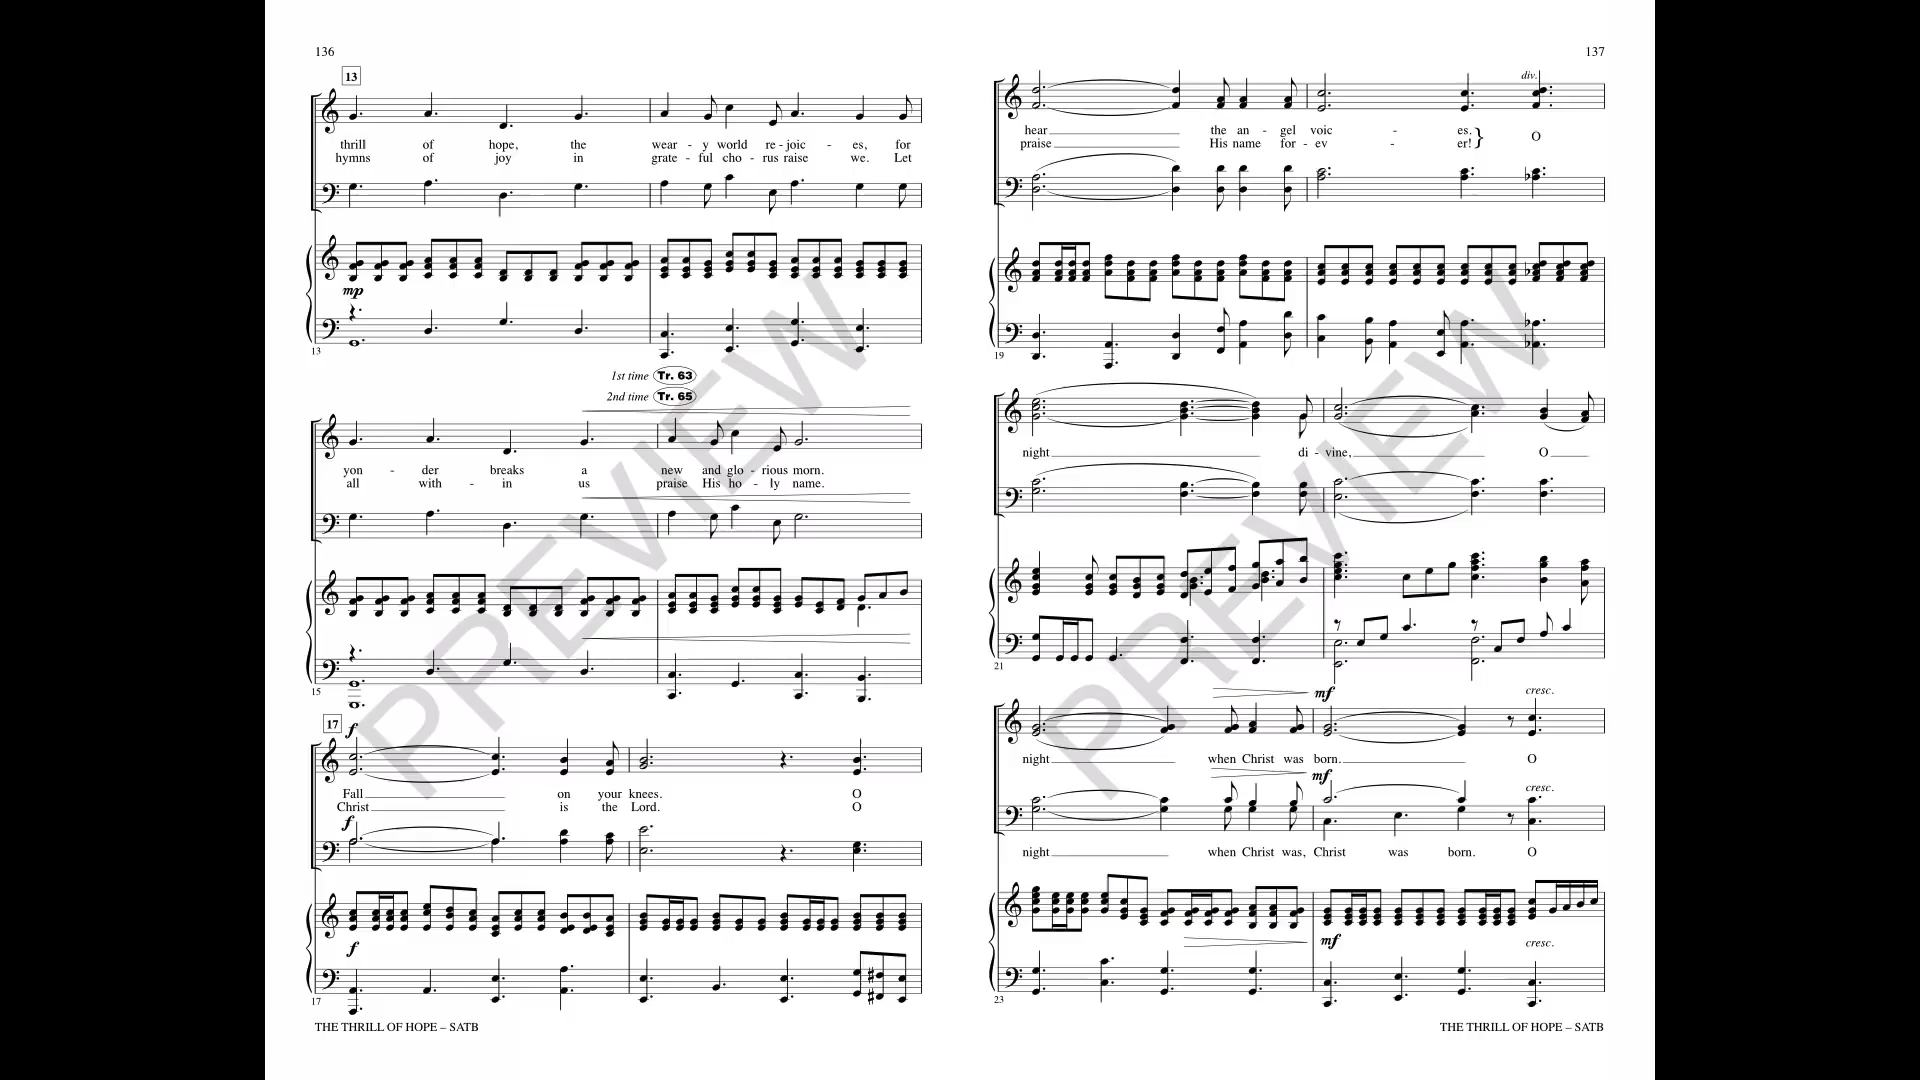 136
13
thrill of hope, the wear - y world re - joic - es, for
hymns of joy in grate - ful cho - rus raise we. Let
mp
13
1st time Tr. 63
2nd time Tr. 65
yon - der breaks a new and glo - rious morn.
all with - in us praise His ho - ly name.
15
17
f
Fall on your knees. O
Christ is the Lord. O
f
f
17
THE THRILL OF HOPE – SATB
137
div.
hear the an - gel voic - es. } O
praise His name for - ev - er!
19
night di - vine, O
21
mf
cresc.
night when Christ was born. O
mf
cresc.
night when Christ was, Christ was born. O
mf
cresc.
23
THE THRILL OF HOPE – SATB
PREVIEW
PREVIEW